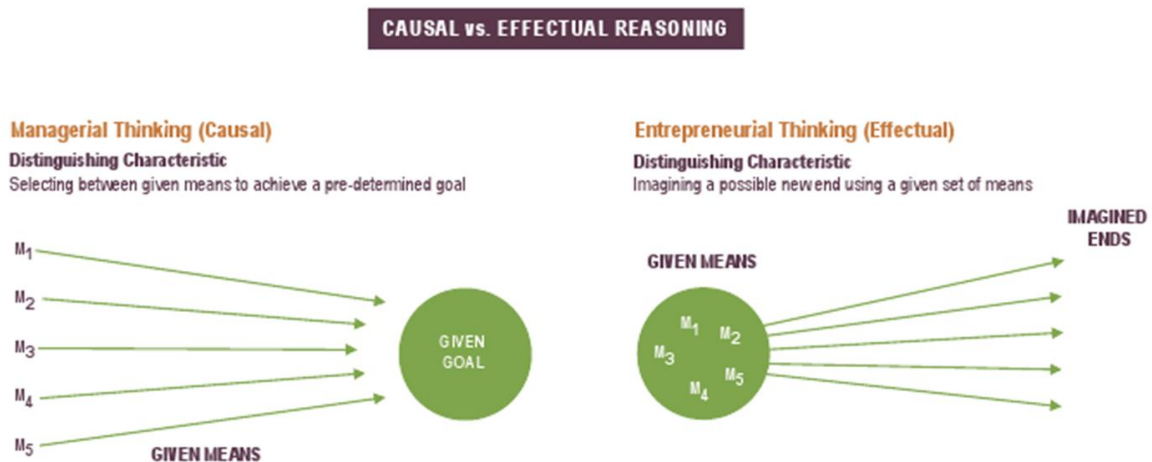 CAUSAL vs. EFFECTUAL REASONING
Managerial Thinking (Causal)
Distinguishing Characteristic
Selecting between given means to achieve a pre-determined goal
M1
M2
M3
M4
M5
GIVEN MEANS
GIVEN
GOAL
Entrepreneurial Thinking (Effectual)
Distinguishing Characteristic
Imagining a possible new end using a given set of means
GIVEN MEANS
M1
M2
M3
M5
M4
IMAGINED
ENDS